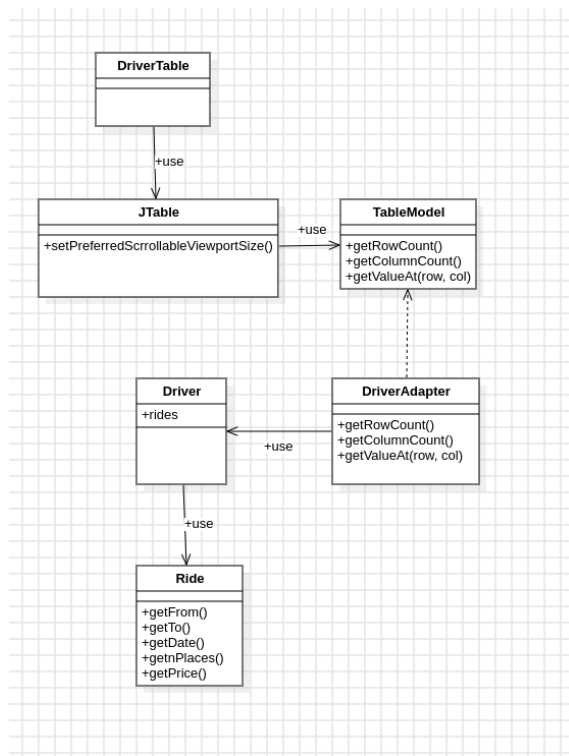 DriverTable
+use
JTable
+setPreferredScrrollableViewportSize()
+use
TableModel
+getRowCount()
+getColumnCount()
+getValueAt(row, col)
Driver
+rides
+use
DriverAdapter
+getRowCount()
+getColumnCount()
+getValueAt(row, col)
+use
Ride
+getFrom()
+getTo()
+getDate()
+getnPlaces()
+getPrice()